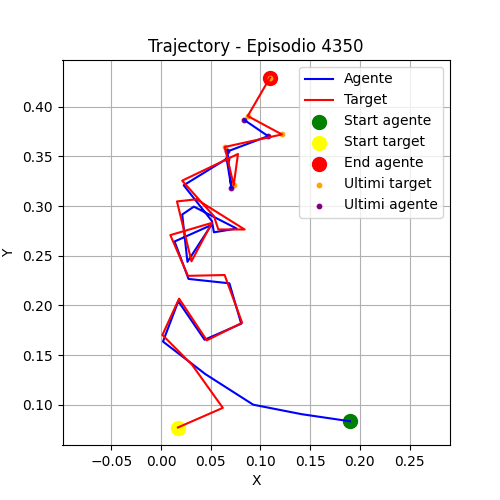 Trajectory - Episodio 4350
Agente
Target
Start agente
Start target
End agente
Ultimi target
Ultimi agente
Y
0.40
0.35
0.30
0.25
0.20
0.15
0.10
−0.05
0.00
0.05
0.10
0.15
0.20
0.25
X